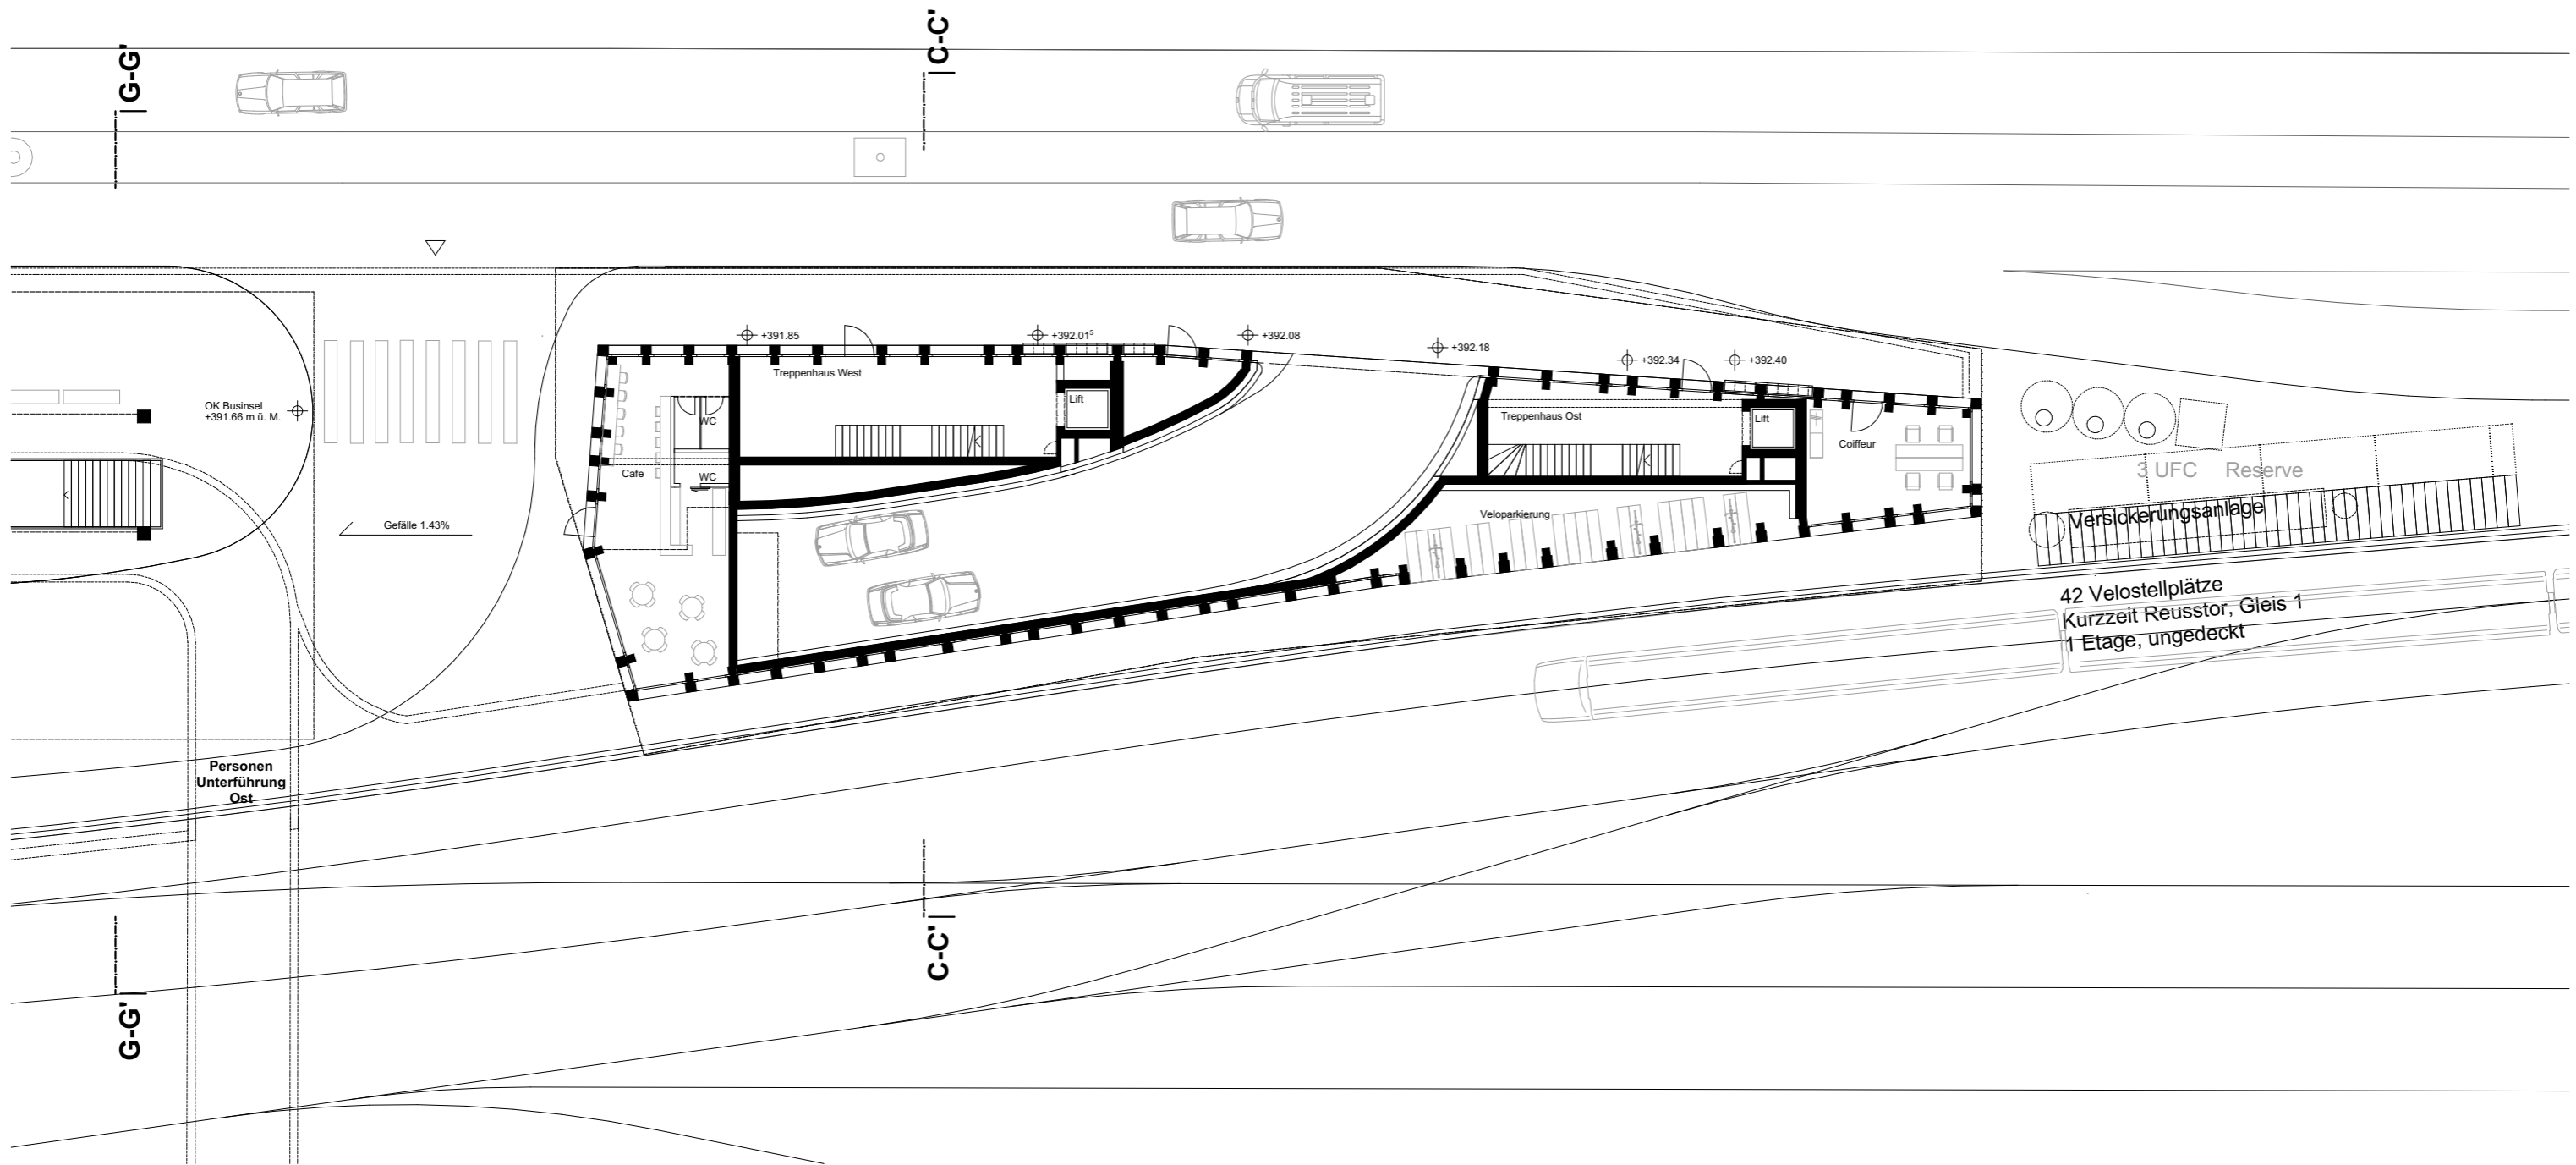 G-G'
C-C'
+391.85
+392.01⁵
+392.08
+392.18
+392.34
+392.40
Treppenhaus West
Lift
WC
Treppenhaus Ost
Lift
Coiffeur
OK Businsel
+391.66 m ü. M.
Cafe
WC
Gefälle 1.43%
Veloparkierung
3 UFC Reserve
Versickerungsanlage
42 Velostellplätze
Kurzzeit Reusstor, Gleis 1
1 Etage, ungedeckt
Personen
Unterführung
Ost
C-C'
G-G'